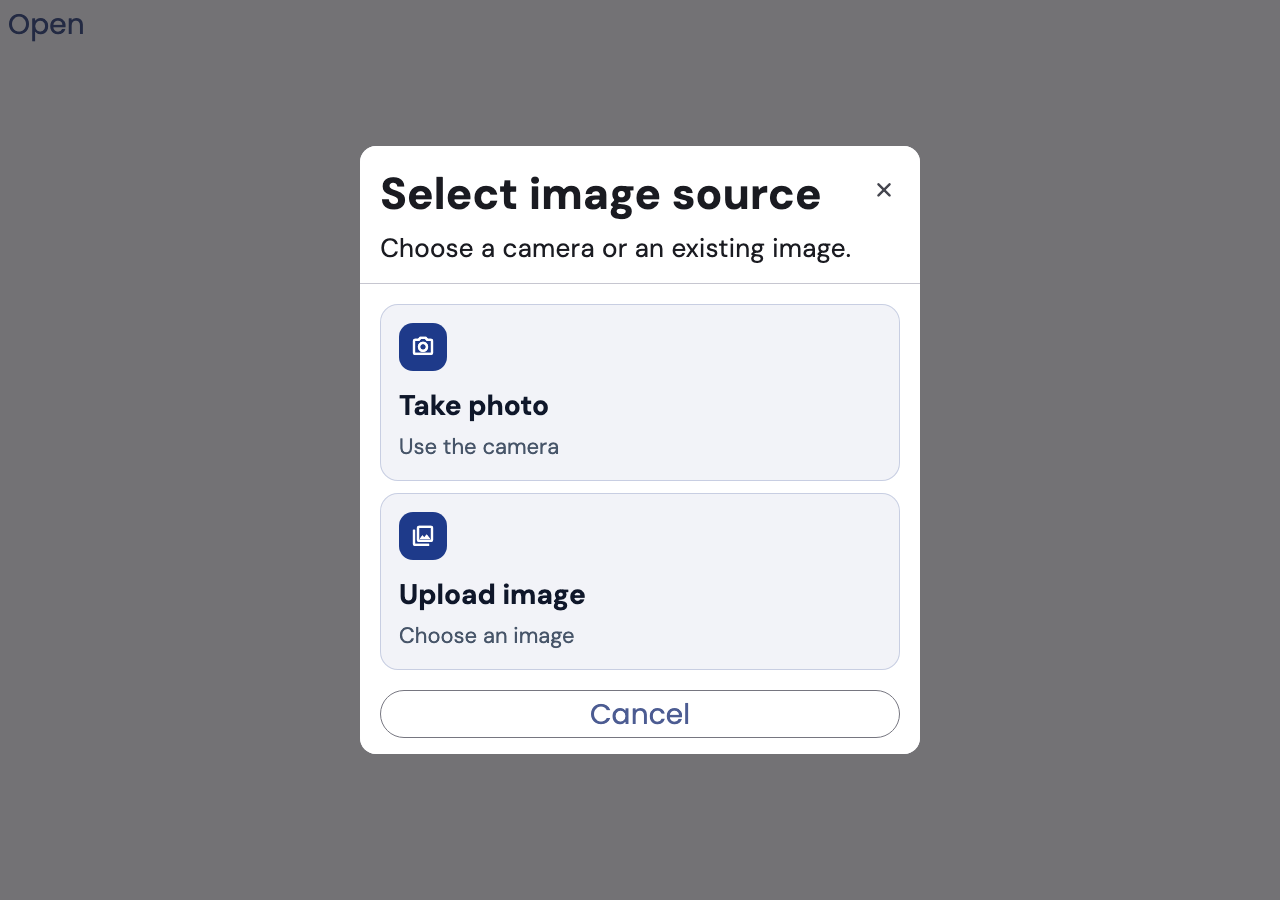 Open
Select image source
Choose a camera or an existing image.
Take photo
Use the camera
Upload image
Choose an image
Cancel